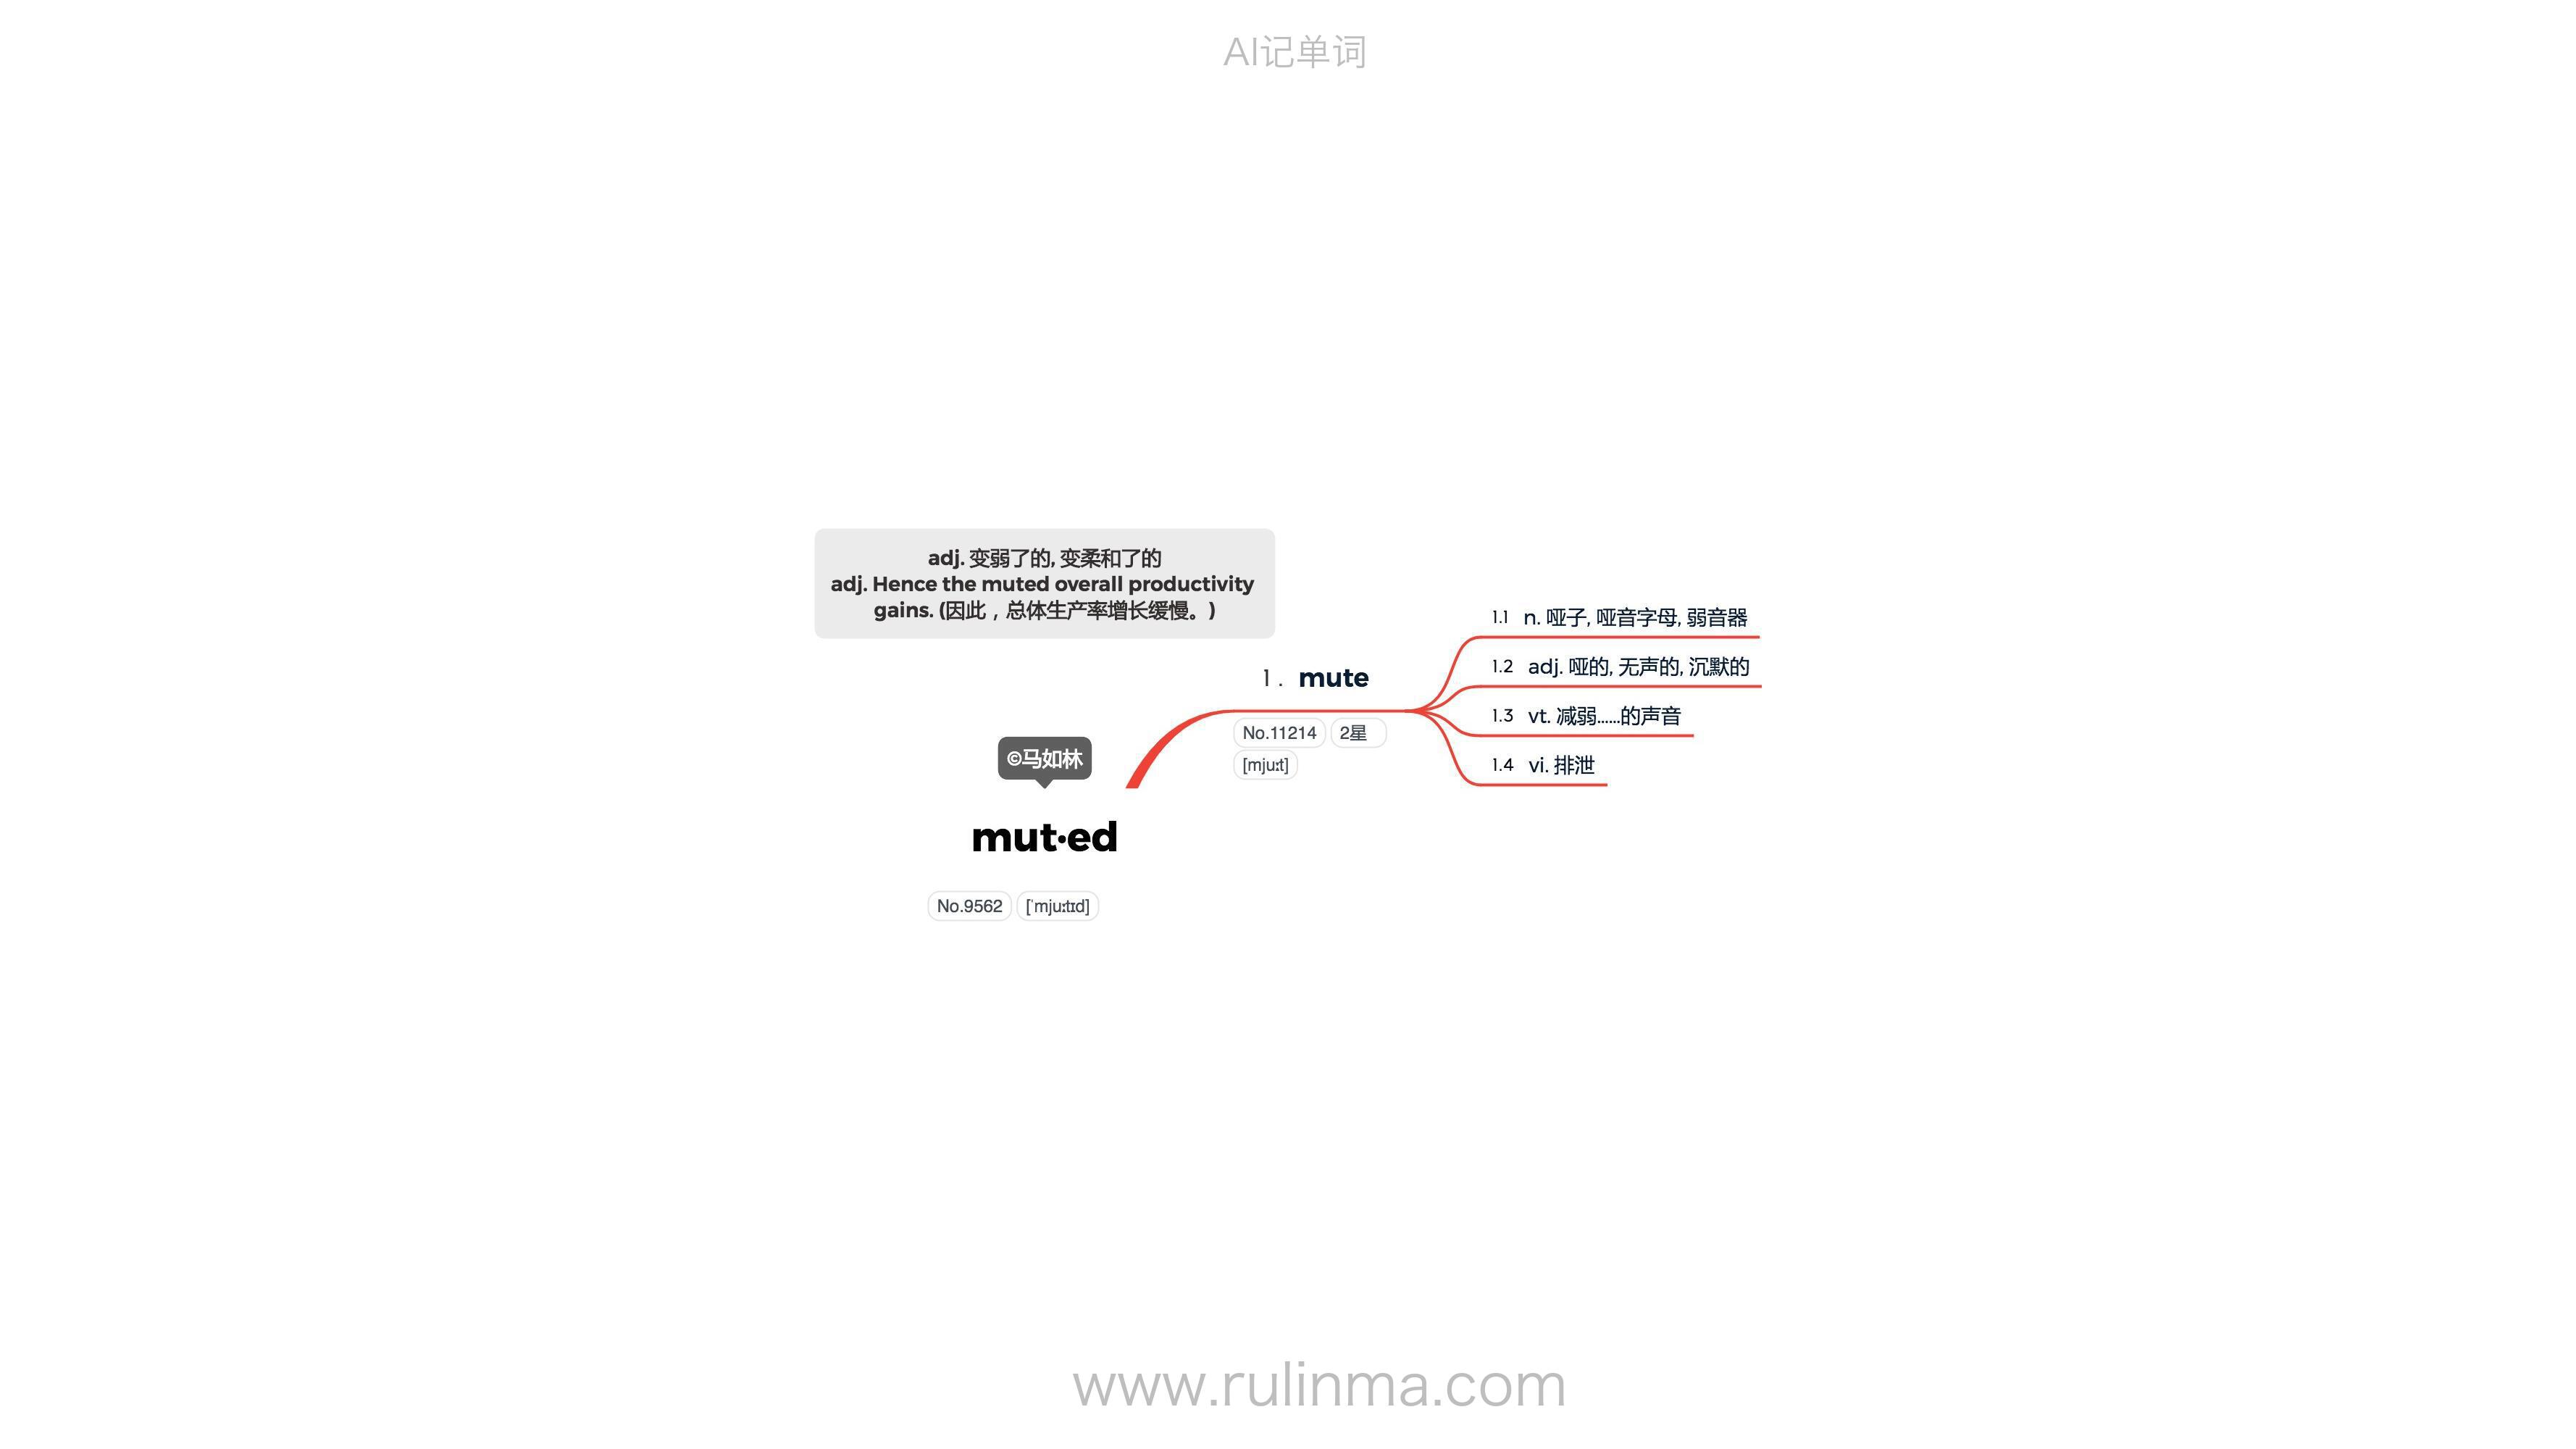 AI记单词
adj. 变弱了的, 变柔和了的
adj. Hence the muted overall productivity
gains. (因此，总体生产率增长缓慢。)
1. mute
No.11214 2星
[mjuːt]
1.1 n. 哑子, 哑音字母, 弱音器
1.2 adj. 哑的, 无声的, 沉默的
1.3 vt. 减弱......的声音
1.4 vi. 排泄
©马如林
mut·ed
No.9562 [ˈmjuːtɪd]
www.rulinma.com